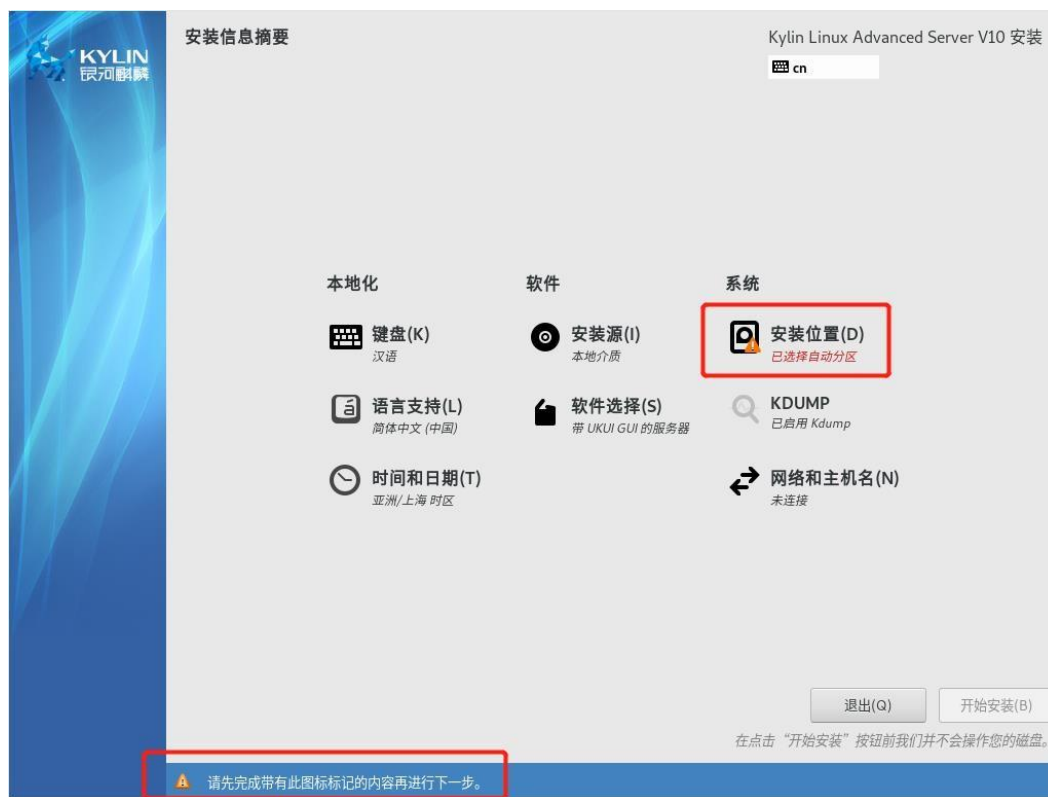 KYLIN
银河麒麟
安装信息摘要
Kylin Linux Advanced Server V10 安装
cn
本地化
软件
系统
键盘(K)
汉语
安装源(I)
本地介质
安装位置(D)
已选择自动分区
语言支持(L)
简体中文 (中国)
软件选择(S)
带 UKUI GUI 的服务器
KDUMP
已启用 Kdump
时间和日期(T)
亚洲/上海 时区
网络和主机名(N)
未连接
退出(Q)
开始安装(B)
在点击“开始安装”按钮前我们并不会操作您的磁盘。
请先完成带有此图标标记的内容再进行下一步。